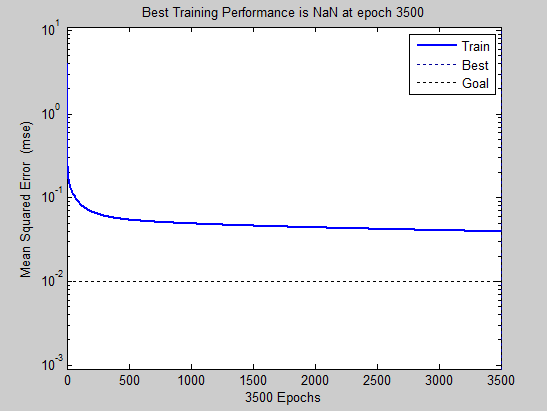 Best Training Performance is NaN at epoch 3500
Train
Best
Goal
10^1
10^0
10^-1
10^-2
10^-3
Mean Squared Error (mse)
0 500 1000 1500 2000 2500 3000 3500
3500 Epochs